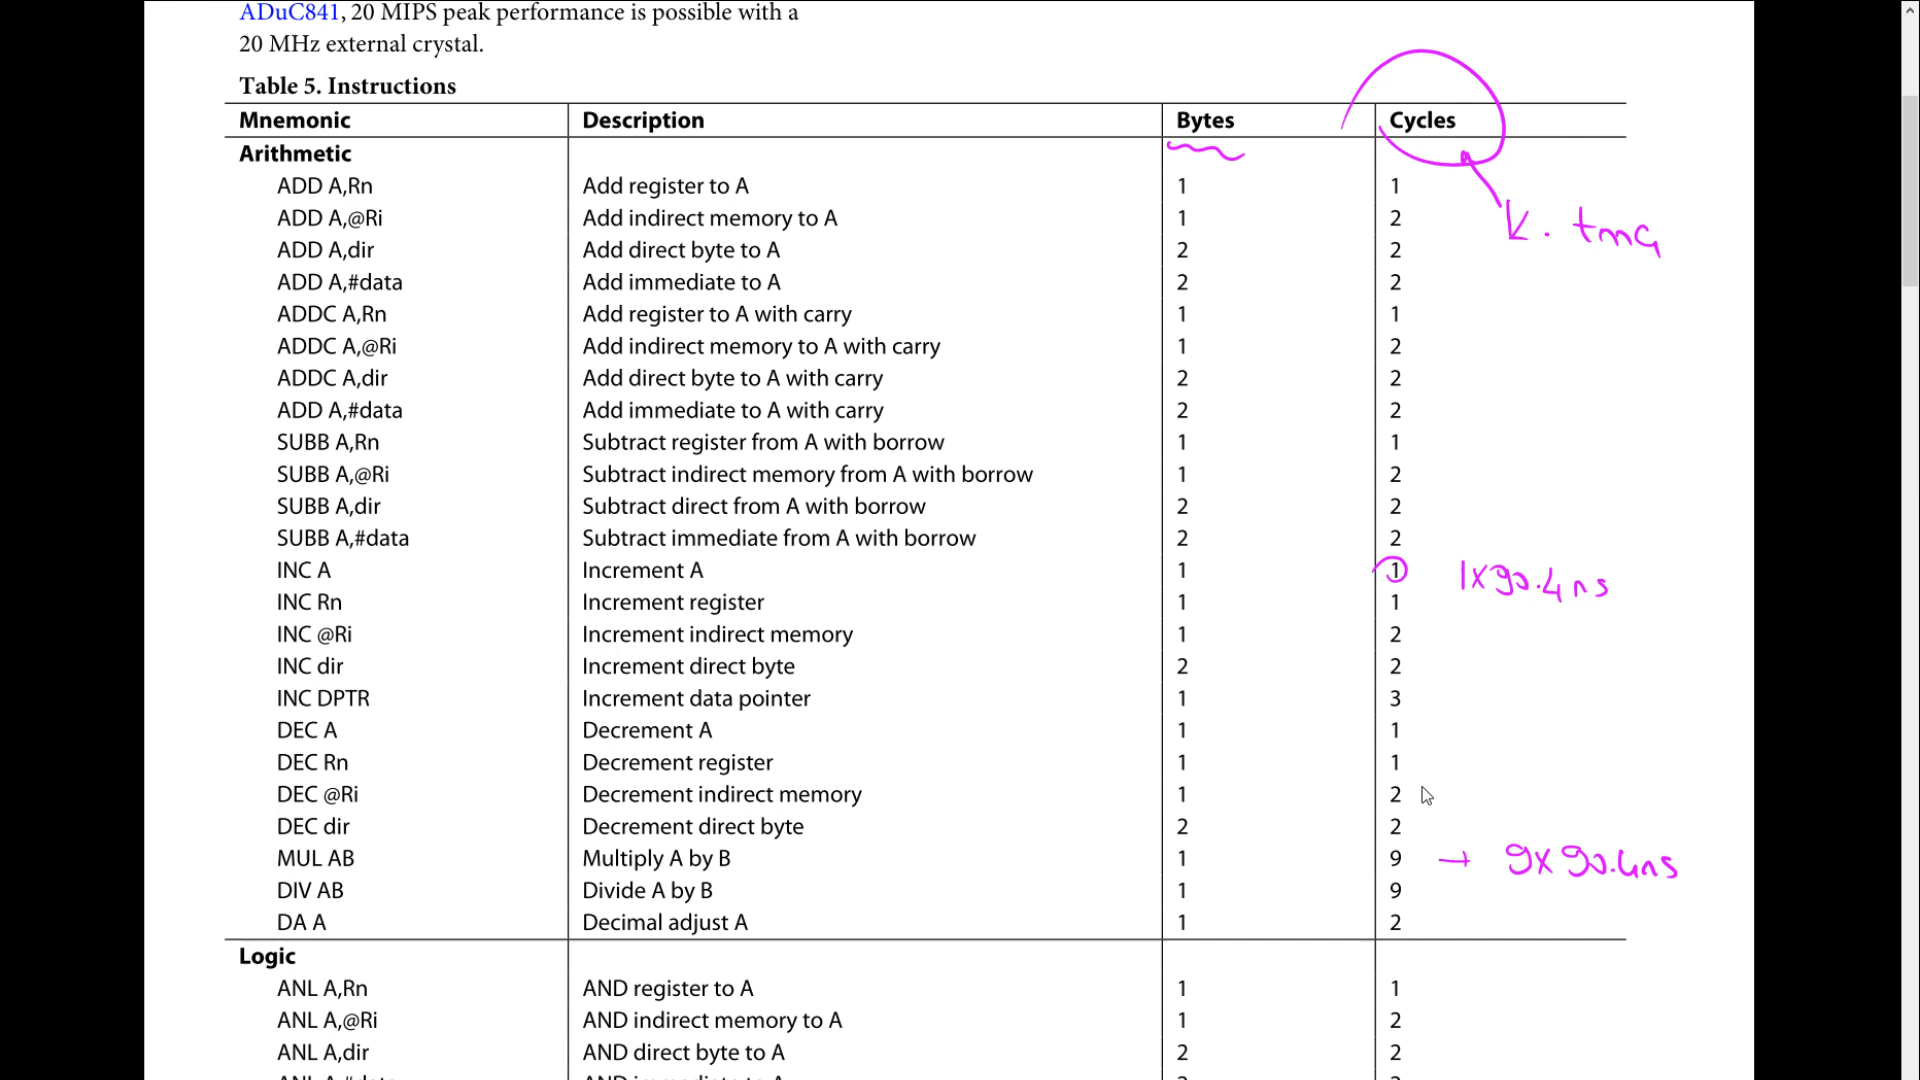 ADuC841, 20 MIPS peak performance is possible with a
20 MHz external crystal.
Table 5. Instructions
Mnemonic Description Bytes Cycles
Arithmetic
ADD A,Rn Add register to A 1 1
ADD A,@Ri Add indirect memory to A 1 2
K. tmc
ADD A,dir Add direct byte to A 2 2
ADD A,#data Add immediate to A 2 2
ADDC A,Rn Add register to A with carry 1 1
ADDC A,@Ri Add indirect memory to A with carry 1 2
ADDC A,dir Add direct byte to A with carry 2 2
ADD A,#data Add immediate to A with carry 2 2
SUBB A,Rn Subtract register from A with borrow 1 1
SUBB A,@Ri Subtract indirect memory from A with borrow 1 2
SUBB A,dir Subtract direct from A with borrow 2 2
SUBB A,#data Subtract immediate from A with borrow 2 2
INC A Increment A 1 1 1x90.4ns
INC Rn Increment register 1 1
INC @Ri Increment indirect memory 1 2
INC dir Increment direct byte 2 2
INC DPTR Increment data pointer 1 3
DEC A Decrement A 1 1
DEC Rn Decrement register 1 1
DEC @Ri Decrement indirect memory 1 2
DEC dir Decrement direct byte 2 2
MUL AB Multiply A by B 1 9 → 9x90.4ns
DIV AB Divide A by B 1 9
DA A Decimal adjust A 1 2
Logic
ANL A,Rn AND register to A 1 1
ANL A,@Ri AND indirect memory to A 1 2
ANL A,dir AND direct byte to A 2 2